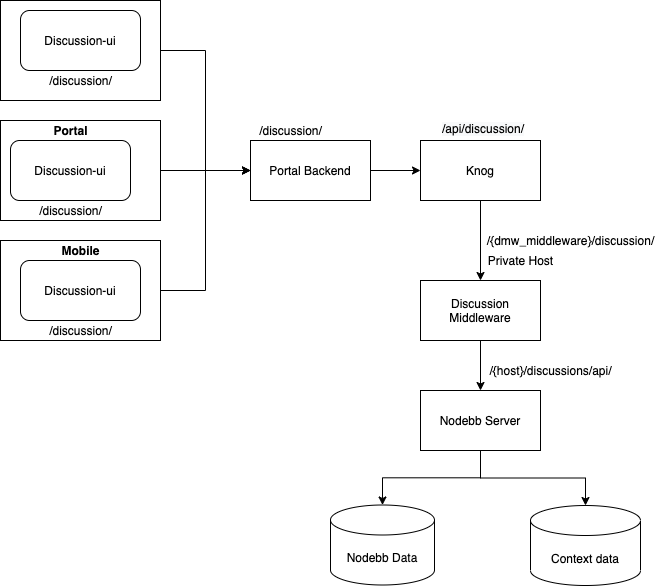 Discussion-ui
/discussion/
Portal
Discussion-ui
/discussion/
Mobile
Discussion-ui
/discussion/
/discussion/
Portal Backend
/api/discussion/
Knog
/{dmw_middleware}/discussion/
Private Host
Discussion
Middleware
/{host}/discussions/api/
Nodebb Server
Nodebb Data
Context data